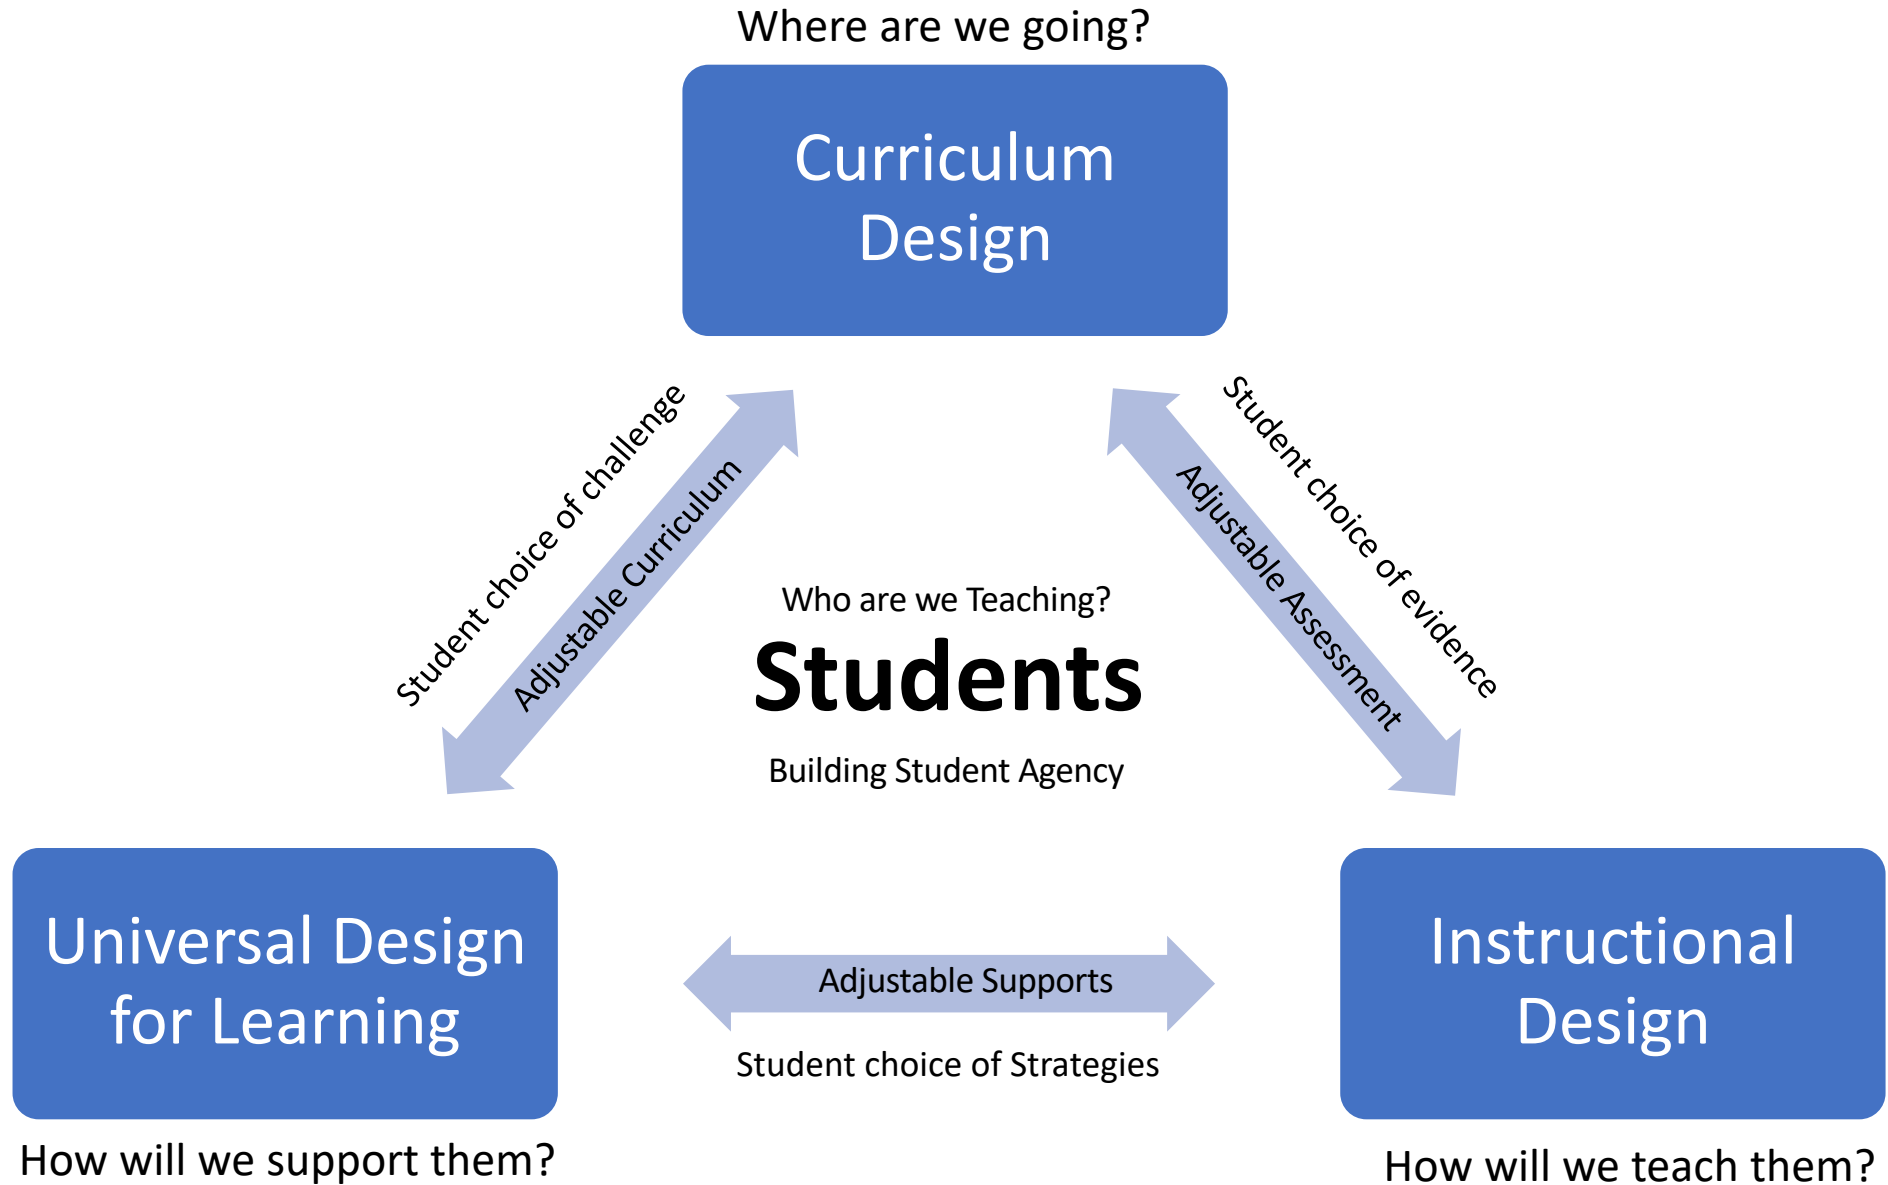 Where are we going?
Curriculum
Design
Student choice of challenge
Adjustable Curriculum
Student choice of evidence
Adjustable Assessment
Who are we Teaching?
Students
Building Student Agency
Universal Design
for Learning
Adjustable Supports
Student choice of Strategies
Instructional
Design
How will we support them?
How will we teach them?